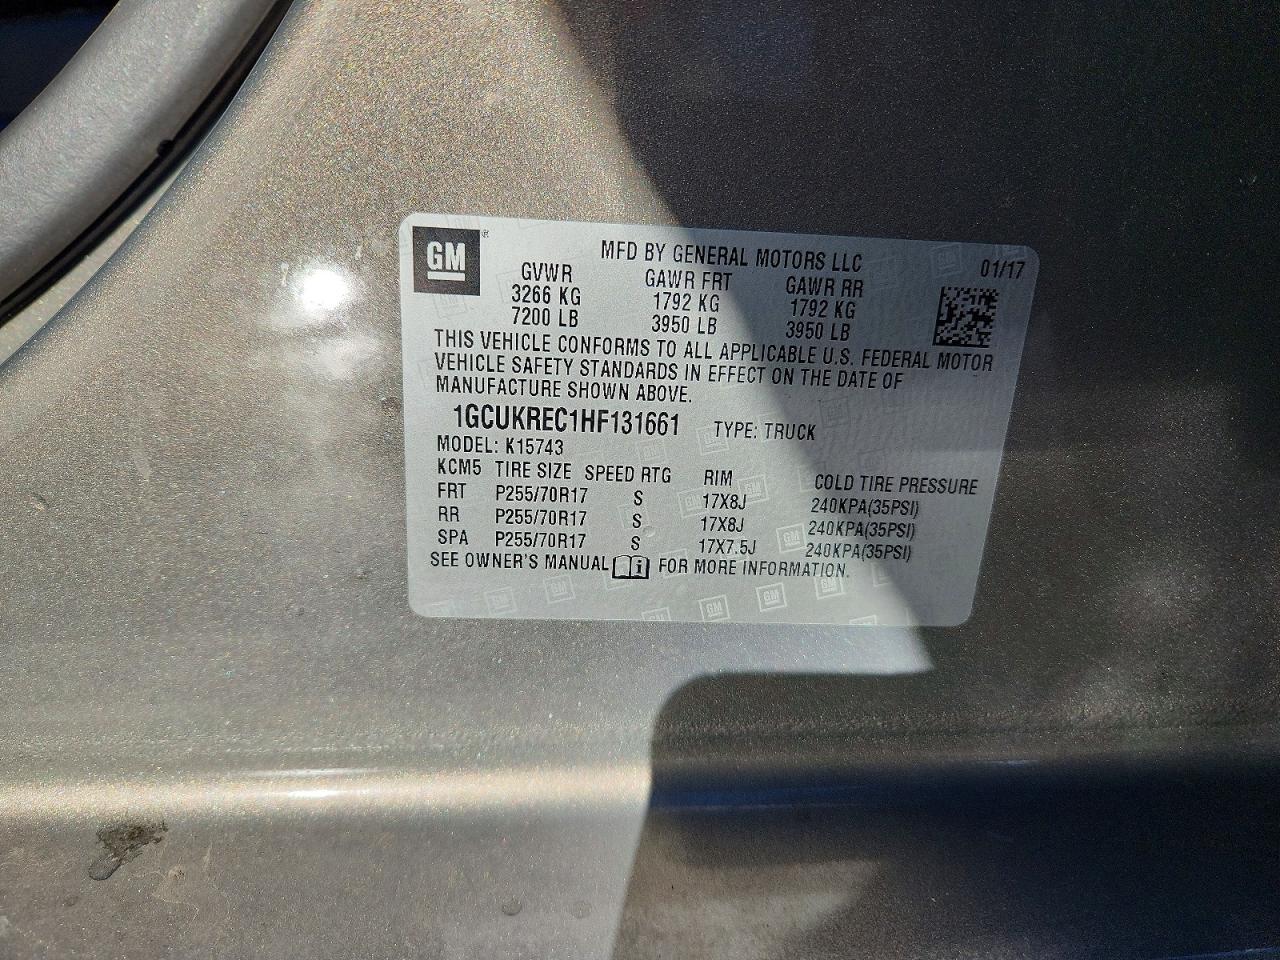 GM®
MFD BY GENERAL MOTORS LLC 01/17
GVWR GAWR FRT GAWR RR
3266 KG 1792 KG 1792 KG
7200 LB 3950 LB 3950 LB
THIS VEHICLE CONFORMS TO ALL APPLICABLE U.S. FEDERAL MOTOR
VEHICLE SAFETY STANDARDS IN EFFECT ON THE DATE OF
MANUFACTURE SHOWN ABOVE.
1GCUKREC1HF131661 TYPE: TRUCK
MODEL: K15743
KCM5 TIRE SIZE SPEED RTG RIM COLD TIRE PRESSURE
FRT P255/70R17 S 17X8J 240KPA(35PSI)
RR P255/70R17 S 17X8J 240KPA(35PSI)
SPA P255/70R17 S 17X7.5J 240KPA(35PSI)
SEE OWNER'S MANUAL i FOR MORE INFORMATION.